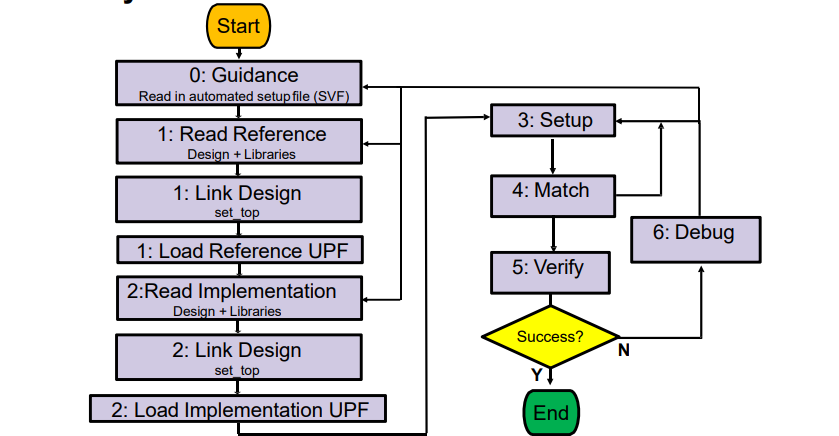 Start
0: Guidance
Read in automated setup file (SVF)
1: Read Reference
Design + Libraries
1: Link Design
set_top
1: Load Reference UPF
2:Read Implementation
Design + Libraries
2: Link Design
set_top
2: Load Implementation UPF
3: Setup
4: Match
6: Debug
5: Verify
Success?
N
Y
End